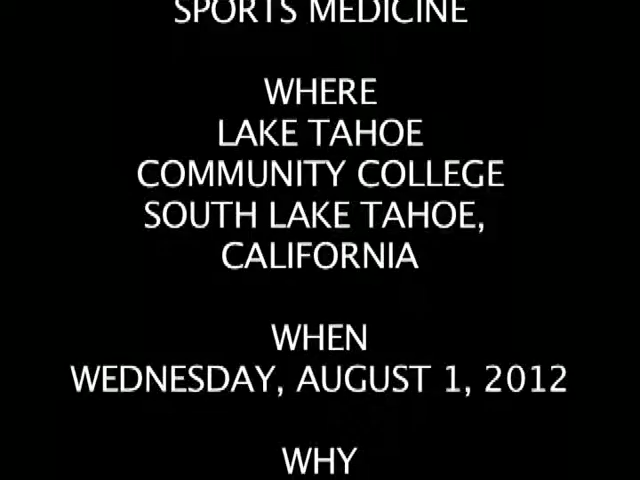 SPORTS MEDICINE
WHERE
LAKE TAHOE
COMMUNITY COLLEGE
SOUTH LAKE TAHOE,
CALIFORNIA
WHEN
WEDNESDAY, AUGUST 1, 2012
WHY